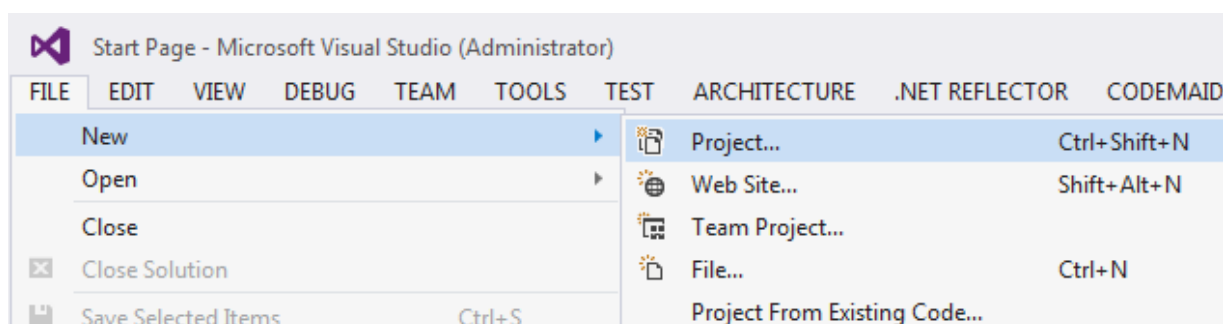 Start Page - Microsoft Visual Studio (Administrator)
FILE EDIT VIEW DEBUG TEAM TOOLS TEST ARCHITECTURE .NET REFLECTOR CODEMAID
New
Open
Close
Close Solution
Save Selected Items Ctrl+S
Project... Ctrl+Shift+N
Web Site... Shift+Alt+N
Team Project...
File... Ctrl+N
Project From Existing Code...